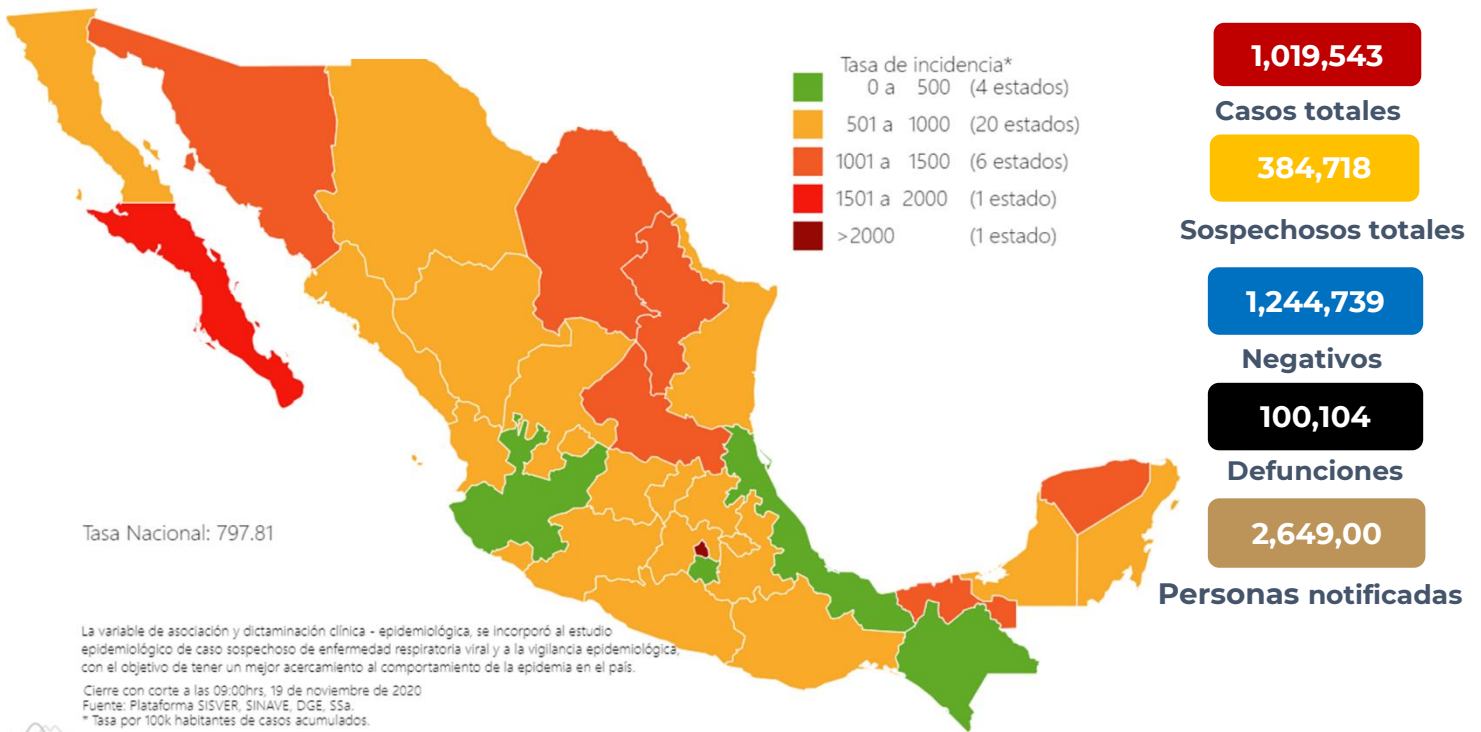 Tasa de incidencia*
0 a 500 (4 estados)
501 a 1000 (20 estados)
1001 a 1500 (6 estados)
1501 a 2000 (1 estado)
>2000 (1 estado)
1,019,543
Casos totales
384,718
Sospechosos totales
1,244,739
Negativos
100,104
Defunciones
2,649,00
Personas notificadas
Tasa Nacional: 797.81
La variable de asociación y dictaminación clínica - epidemiológica, se incorporó al estudio
epidemiológico de caso sospechoso de enfermedad respiratoria viral y a la vigilancia epidemiológica,
con el objetivo de tener un mejor acercamiento al comportamiento de la epidemia en el país.
Cierre con corte a las 09:00hrs, 19 de noviembre de 2020
Fuente: Plataforma SISVER, SINAVE, DGE, SSa.
* Tasa por 100k habitantes de casos acumulados.